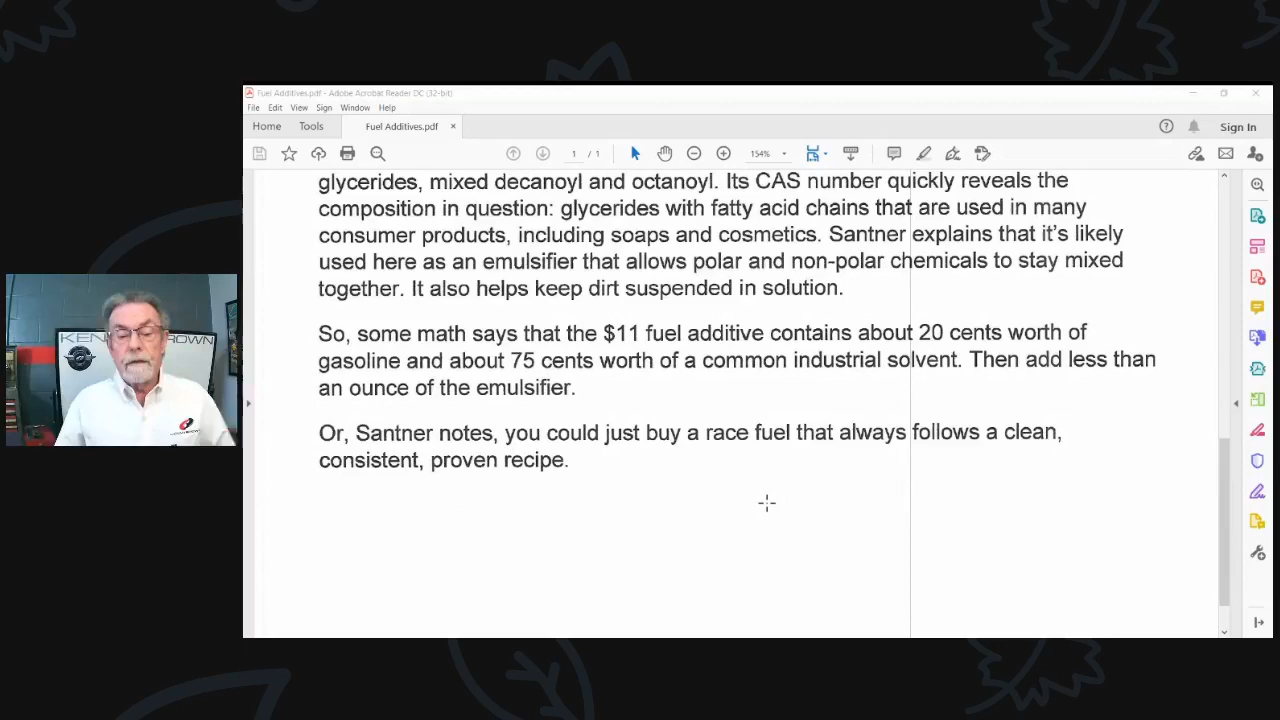 Fuel Additives.pdf - Adobe Acrobat Reader DC (32-bit)
File Edit View Sign Window Help
Home Tools Fuel Additives.pdf × Sign In
1 / 1 154%
glycerides, mixed decanoyl and octanoyl. Its CAS number quickly reveals the
composition in question: glycerides with fatty acid chains that are used in many
consumer products, including soaps and cosmetics. Santner explains that it’s likely
used here as an emulsifier that allows polar and non-polar chemicals to stay mixed
together. It also helps keep dirt suspended in solution.
So, some math says that the $11 fuel additive contains about 20 cents worth of
gasoline and about 75 cents worth of a common industrial solvent. Then add less than
an ounce of the emulsifier.
Or, Santner notes, you could just buy a race fuel that always follows a clean,
consistent, proven recipe.